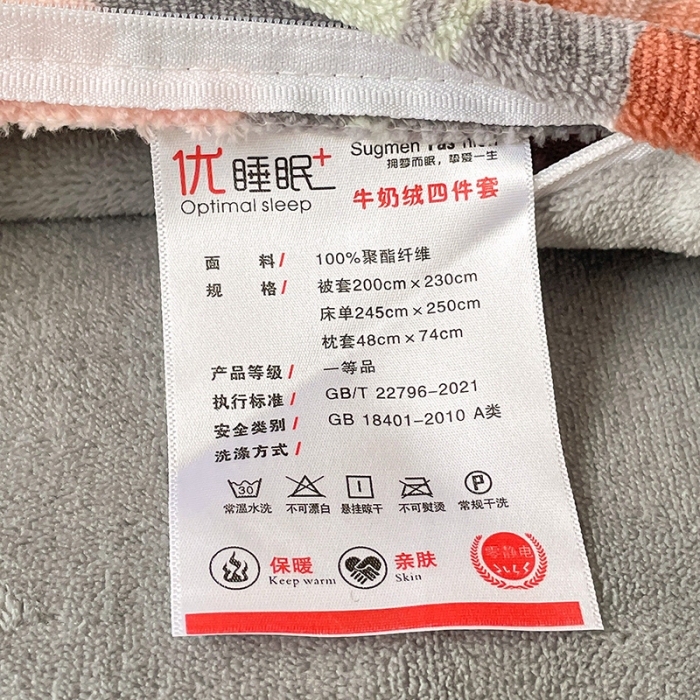 优睡眠+
Optimal sleep
Sugmen Fashion
拥梦而眠，挚爱一生
牛奶绒四件套
面 料/ 100%聚酯纤维
规 格/ 被套200cm×230cm
床单245cm×250cm
枕套48cm×74cm
产品等级/ 一等品
执行标准/ GB/T 22796-2021
安全类别/ GB 18401-2010 A类
洗涤方式/
30
P
常温水洗 不可漂白 悬挂晾干 不可熨烫 常规干洗
保暖
Keep warm
亲肤
Skin
零静电